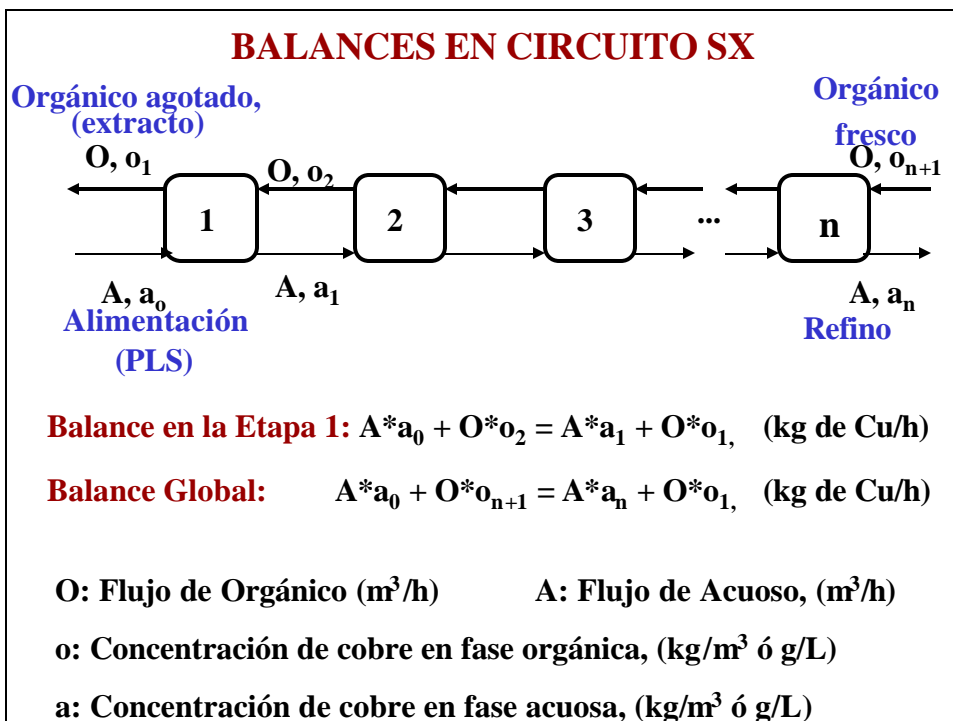 BALANCES EN CIRCUITO SX
Orgánico agotado,
(extracto)
Orgánico
fresco
O, o₁
O, o₂
O, oₙ₊₁
1
2
3
...
n
A, aₒ
A, a₁
A, aₙ
Alimentación
(PLS)
Refino
Balance en la Etapa 1: A*a₀ + O*o₂ = A*a₁ + O*o₁, (kg de Cu/h)
Balance Global: A*a₀ + O*oₙ₊₁ = A*aₙ + O*o₁, (kg de Cu/h)
O: Flujo de Orgánico (m³/h) A: Flujo de Acuoso, (m³/h)
o: Concentración de cobre en fase orgánica, (kg/m³ ó g/L)
a: Concentración de cobre en fase acuosa, (kg/m³ ó g/L)